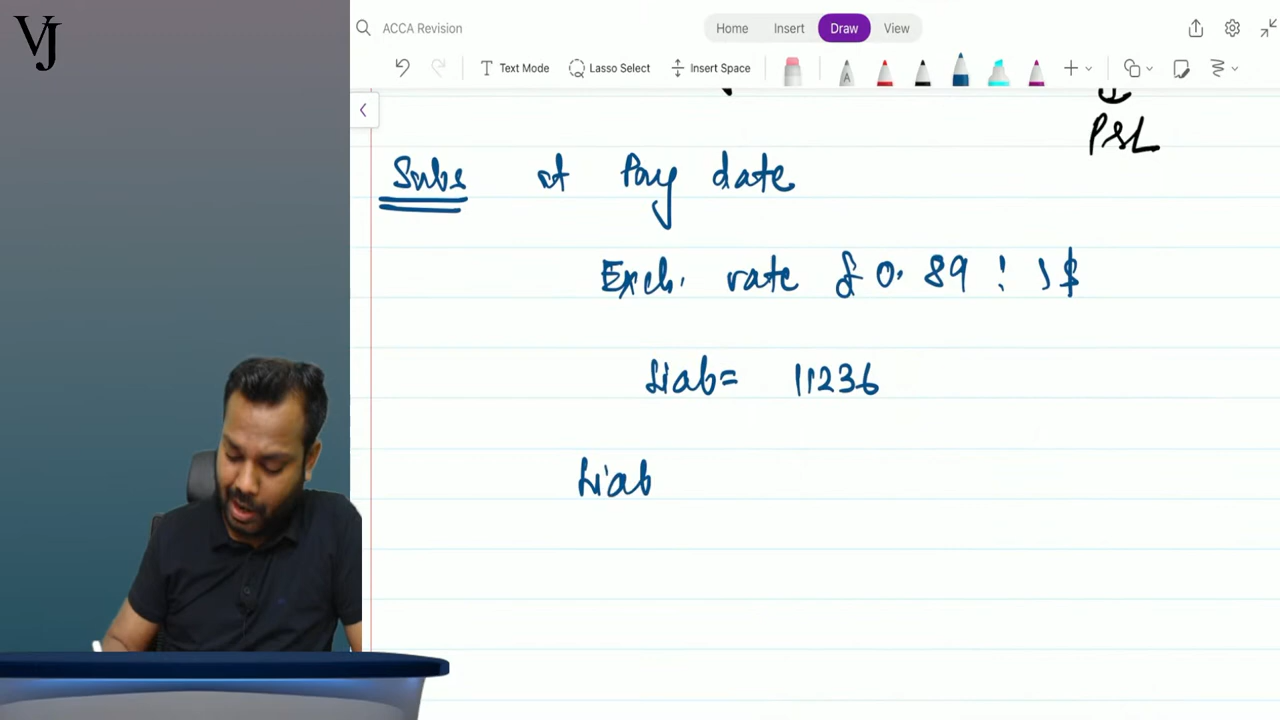 VJ
ACCA Revision
Home Insert Draw View
Text Mode Lasso Select Insert Space
P&L
Subs at Pay date
Exch. rate £0.89 : 1$
Liab = 11236
Liab